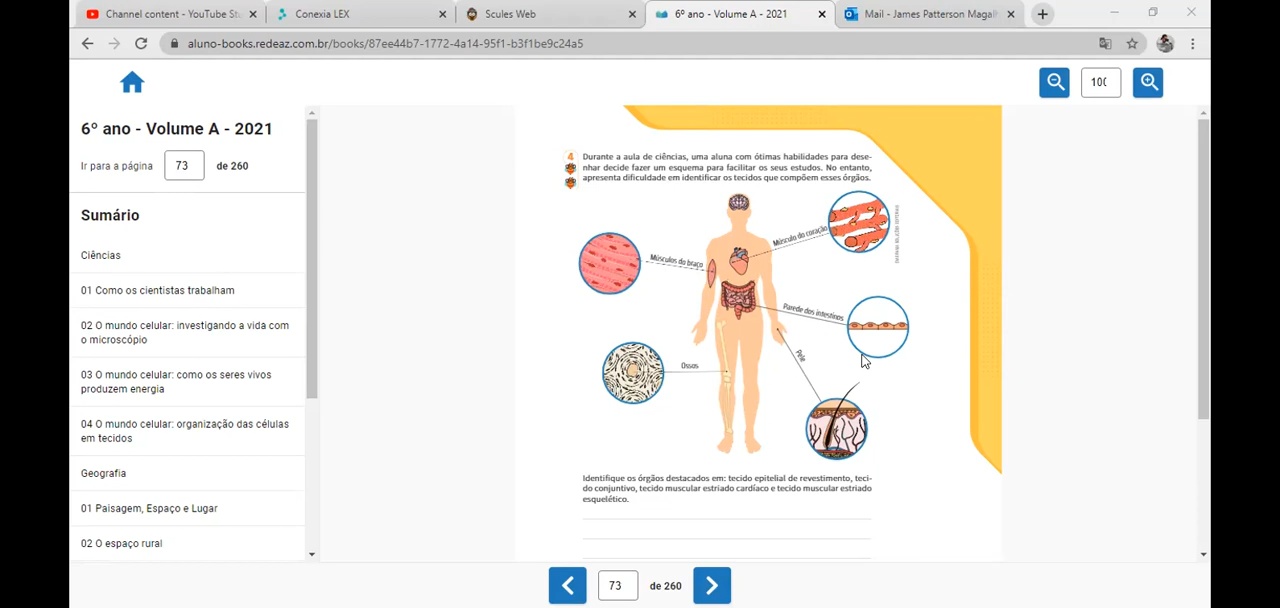 Channel content - YouTube St
Conexia LEX
Scules Web
6º ano - Volume A - 2021
Mail - James Patterson Magal
aluno-books.redeaz.com.br/books/87ee44b7-1772-4a14-95f1-b3f1be9c24a5
100
6º ano - Volume A - 2021
Ir para a página 73 de 260
Sumário
Ciências
01 Como os cientistas trabalham
02 O mundo celular: investigando a vida com
o microscópio
03 O mundo celular: como os seres vivos
produzem energia
04 O mundo celular: organização das células
em tecidos
Geografia
01 Paisagem, Espaço e Lugar
02 O espaço rural
4 Durante a aula de ciências, uma aluna com ótimas habilidades para dese-
nhar decide fazer um esquema para facilitar os seus estudos. No entanto,
apresenta dificuldade em identificar os tecidos que compõem esses órgãos.
Músculo do coração
Músculos do braço
Parede dos intestinos
Pele
Ossos
Identifique os órgãos destacados em: tecido epitelial de revestimento, teci-
do conjuntivo, tecido muscular estriado cardíaco e tecido muscular estriado
esquelético.
73 de 260